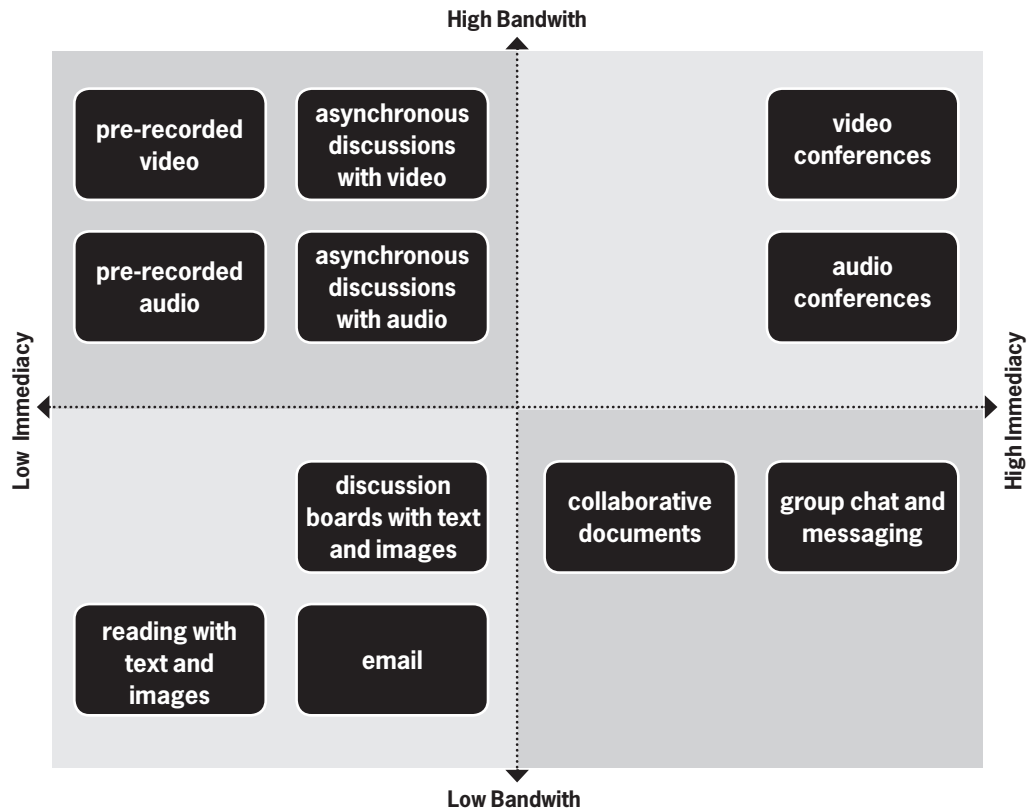 High Bandwith
pre-recorded
video
asynchronous
discussions
with video
video
conferences
pre-recorded
audio
asynchronous
discussions
with audio
audio
conferences
Low Immediacy
High Immediacy
discussion
boards with text
and images
collaborative
documents
group chat and
messaging
reading with
text and
images
email
Low Bandwith